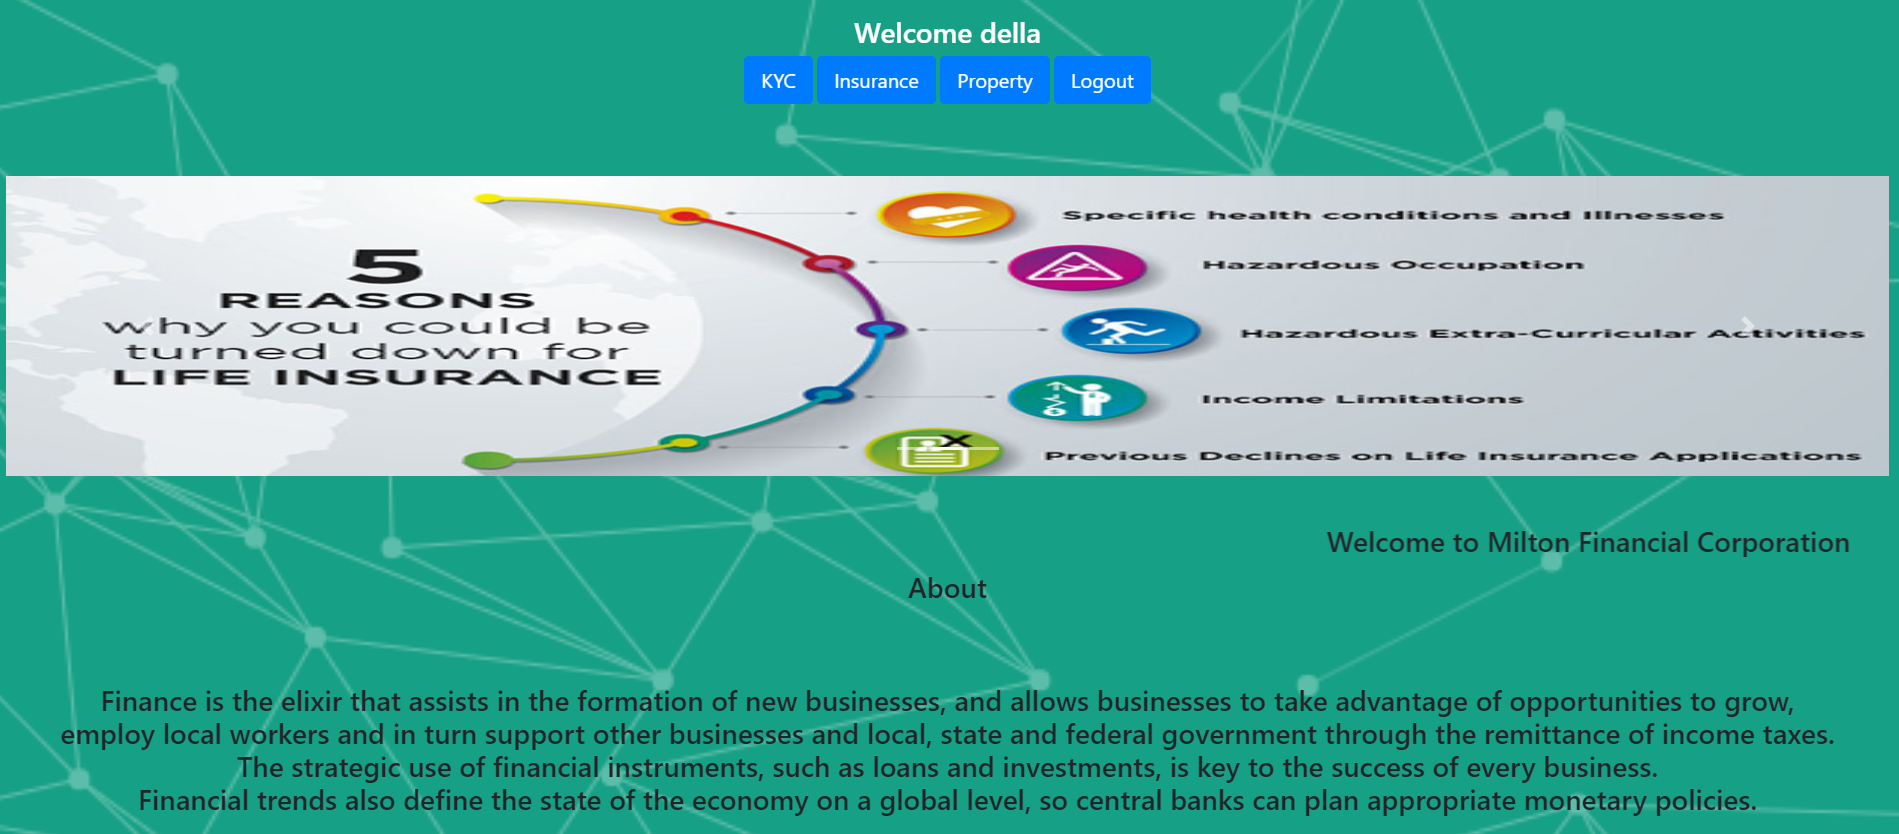 Welcome della
KYC Insurance Property Logout
5
REASONS
why you could be
turned down for
LIFE INSURANCE
Specific health conditions and Illnesses
Hazardous Occupation
Hazardous Extra-Curricular Activities
Income Limitations
Previous Declines on Life Insurance Applications
Welcome to Milton Financial Corporation
About
Finance is the elixir that assists in the formation of new businesses, and allows businesses to take advantage of opportunities to grow,
employ local workers and in turn support other businesses and local, state and federal government through the remittance of income taxes.
The strategic use of financial instruments, such as loans and investments, is key to the success of every business.
Financial trends also define the state of the economy on a global level, so central banks can plan appropriate monetary policies.